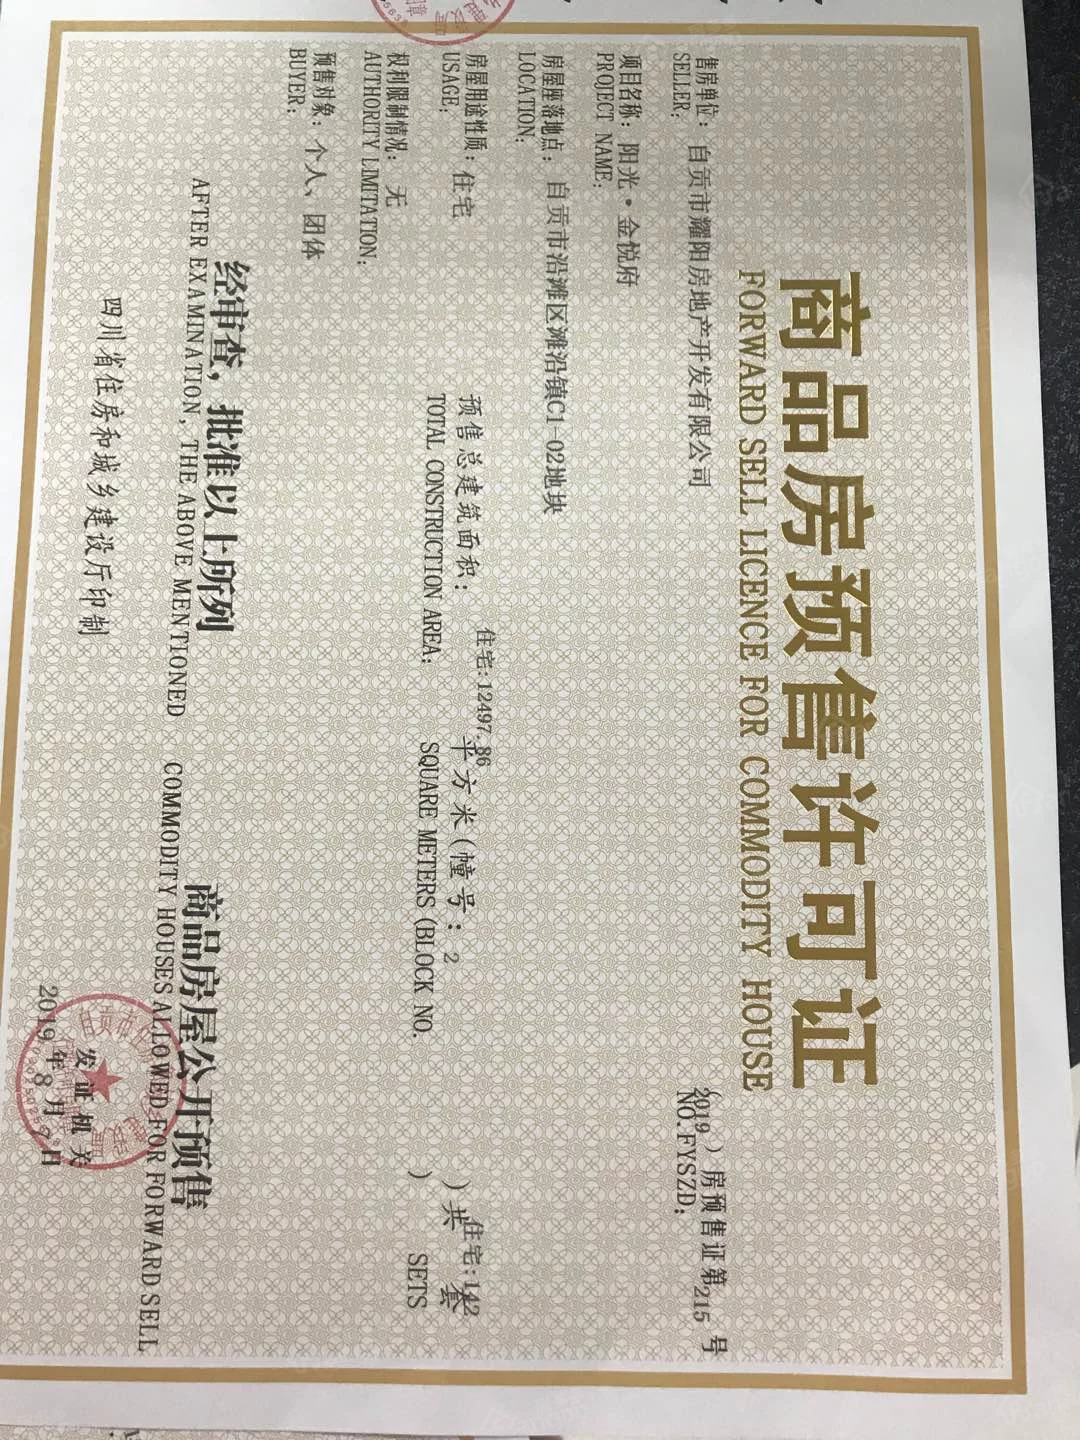 商品房预售许可证
FORWARD SELL LICENCE FOR COMMODITY HOUSE
(2019)房预售证第215号
NO.FYSZD:
售房单位:自贡市耀阳房地产开发有限公司
SELLER:
项目名称:阳光·金悦府
PROJECT NAME:
房屋座落地点:自贡市沿滩区滩沿镇C1-02地块
LOCATION:
房屋用途性质:住宅
USAGE:
预售总建筑面积:住宅:12497.86平方米(幢号:2)共住宅:142套
TOTAL CONSTRUCTION AREA: SQUARE METERS(BLOCK NO. ) SETS
权利限制情况:无
AUTHORITY LIMITATION:
预售对象:个人、团体
BUYER:
经审查,批准以上所列商品房屋公开预售
AFTER EXAMINATION, THE ABOVE MENTIONED COMMODITY HOUSES ALLOWED FOR FORWARD SELL
四川省住房和城乡建设厅印制
发证机关
2019年8月7日